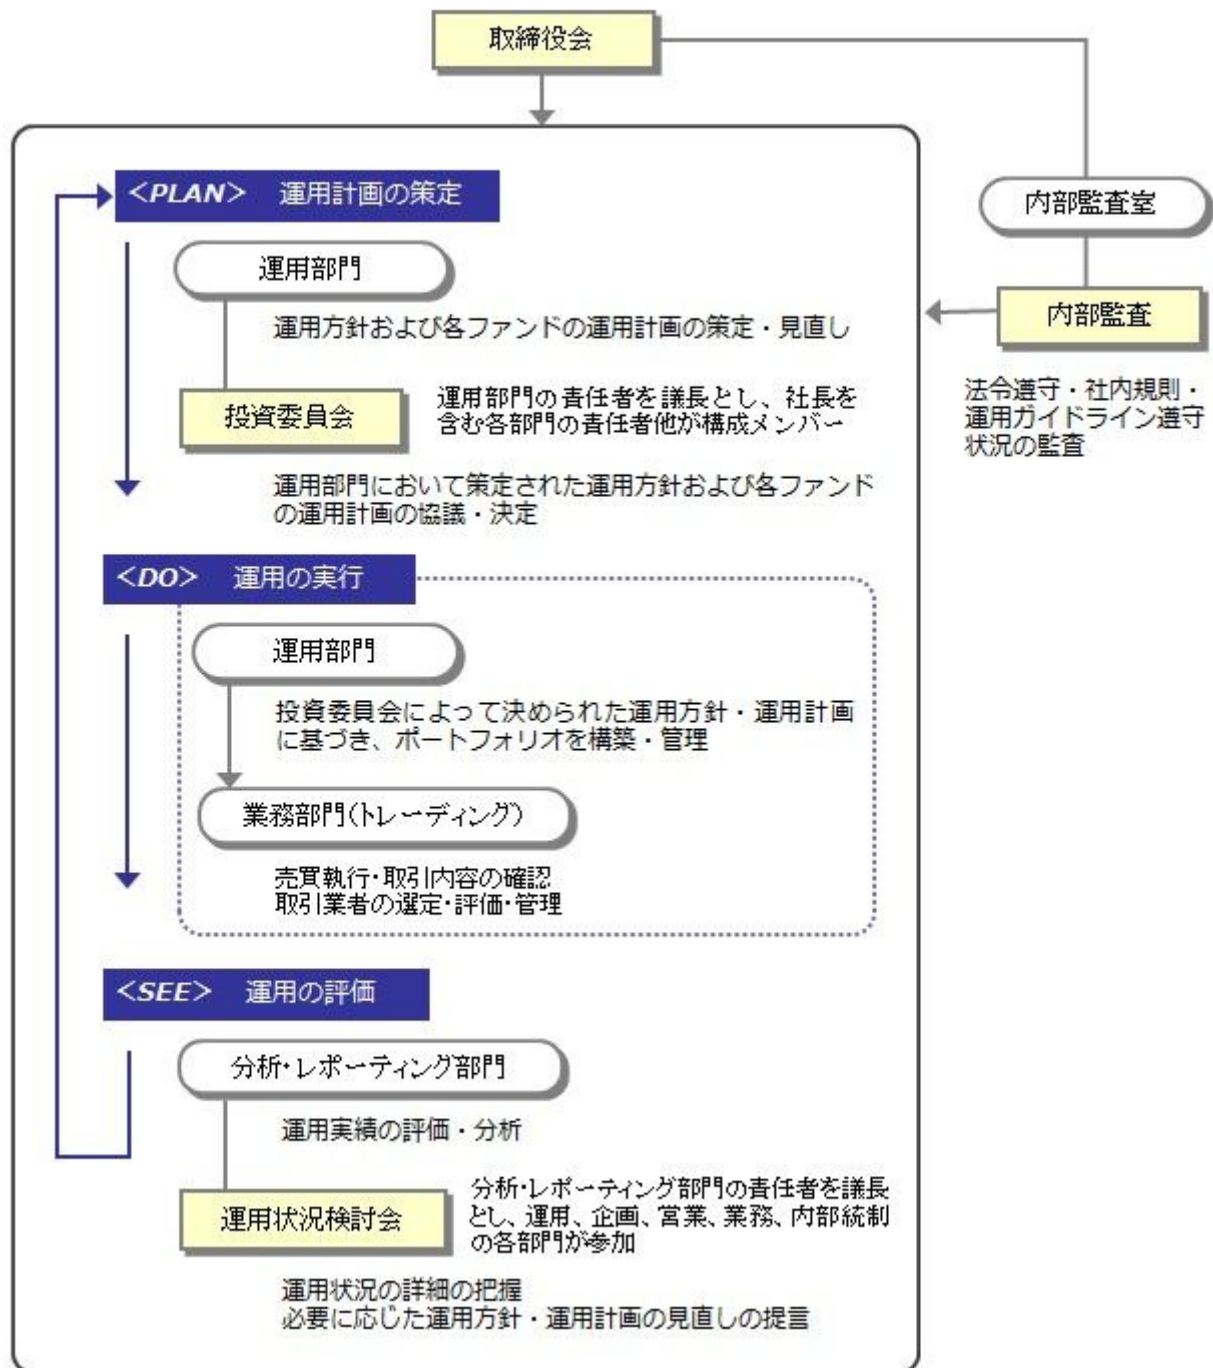 取締役会
<PLAN> 運用計画の策定
運用部門
運用方針および各ファンドの運用計画の策定・見直し
投資委員会
運用部門の責任者を議長とし、社長を
含む各部門の責任者他が構成メンバー
運用部門において策定された運用方針および各ファンド
の運用計画の協議・決定
内部監査室
内部監査
法令遵守・社内規則・
運用ガイドライン遵守
状況の監査
<DO> 運用の実行
運用部門
投資委員会によって決められた運用方針・運用計画
に基づき、ポートフォリオを構築・管理
業務部門(トレーディング)
売買執行・取引内容の確認
取引業者の選定・評価・管理
<SEE> 運用の評価
分析・レポーティング部門
運用実績の評価・分析
運用状況検討会
分析・レポーティング部門の責任者を議長
とし、運用、企画、営業、業務、内部統制
の各部門が参加
運用状況の詳細の把握
必要に応じた運用方針・運用計画の見直しの提言